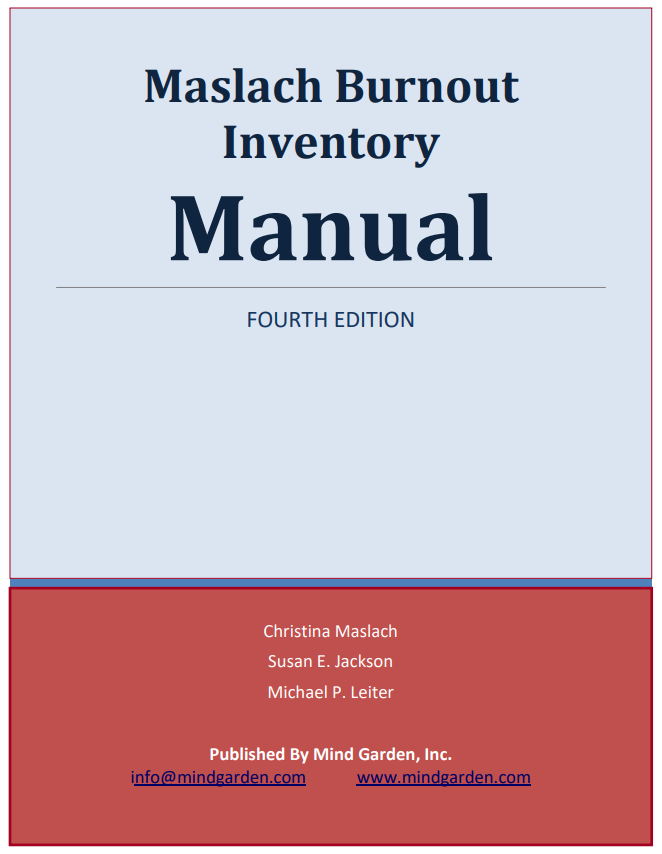 Maslach Burnout
Inventory
Manual
FOURTH EDITION
Christina Maslach
Susan E. Jackson
Michael P. Leiter
Published By Mind Garden, Inc.
info@mindgarden.com www.mindgarden.com